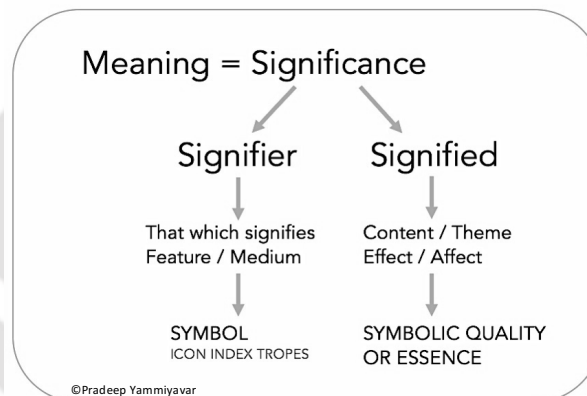 Meaning = Significance
Signifier
Signified
That which signifies
Feature / Medium
Content / Theme
Effect / Affect
SYMBOL
ICON INDEX TROPES
SYMBOLIC QUALITY
OR ESSENCE
©Pradeep Yammiyavar